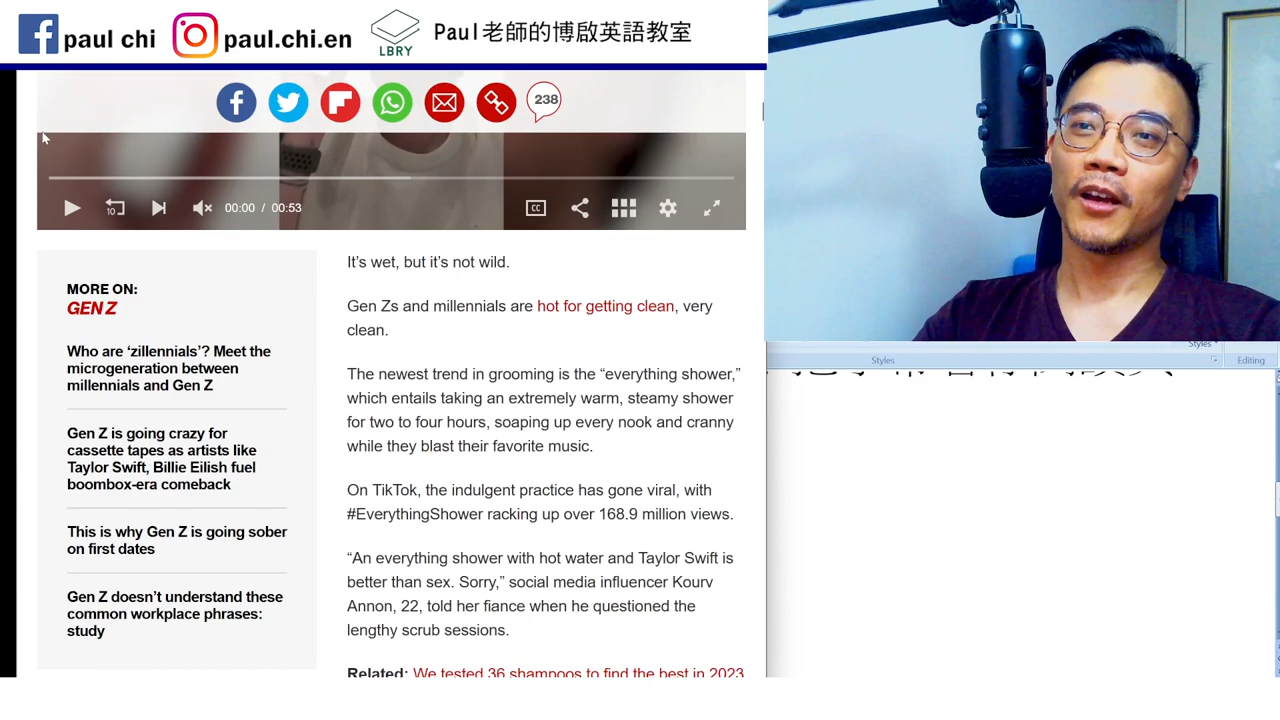 paul chi
paul.chi.en
LBRY
Paul老師的博啟英語教室
238
10
00:00 / 00:53
CC
MORE ON:
GEN Z
Who are ‘zillennials’? Meet the
microgeneration between
millennials and Gen Z
Gen Z is going crazy for
cassette tapes as artists like
Taylor Swift, Billie Eilish fuel
boombox-era comeback
This is why Gen Z is going sober
on first dates
Gen Z doesn’t understand these
common workplace phrases:
study
It’s wet, but it’s not wild.
Gen Zs and millennials are hot for getting clean, very
clean.
The newest trend in grooming is the “everything shower,”
which entails taking an extremely warm, steamy shower
for two to four hours, soaping up every nook and cranny
while they blast their favorite music.
On TikTok, the indulgent practice has gone viral, with
#EverythingShower racking up over 168.9 million views.
“An everything shower with hot water and Taylor Swift is
better than sex. Sorry,” social media influencer Kourv
Annon, 22, told her fiance when he questioned the
lengthy scrub sessions.
Related: We tested 36 shampoos to find the best in 2023
Styles
Styles
Editing